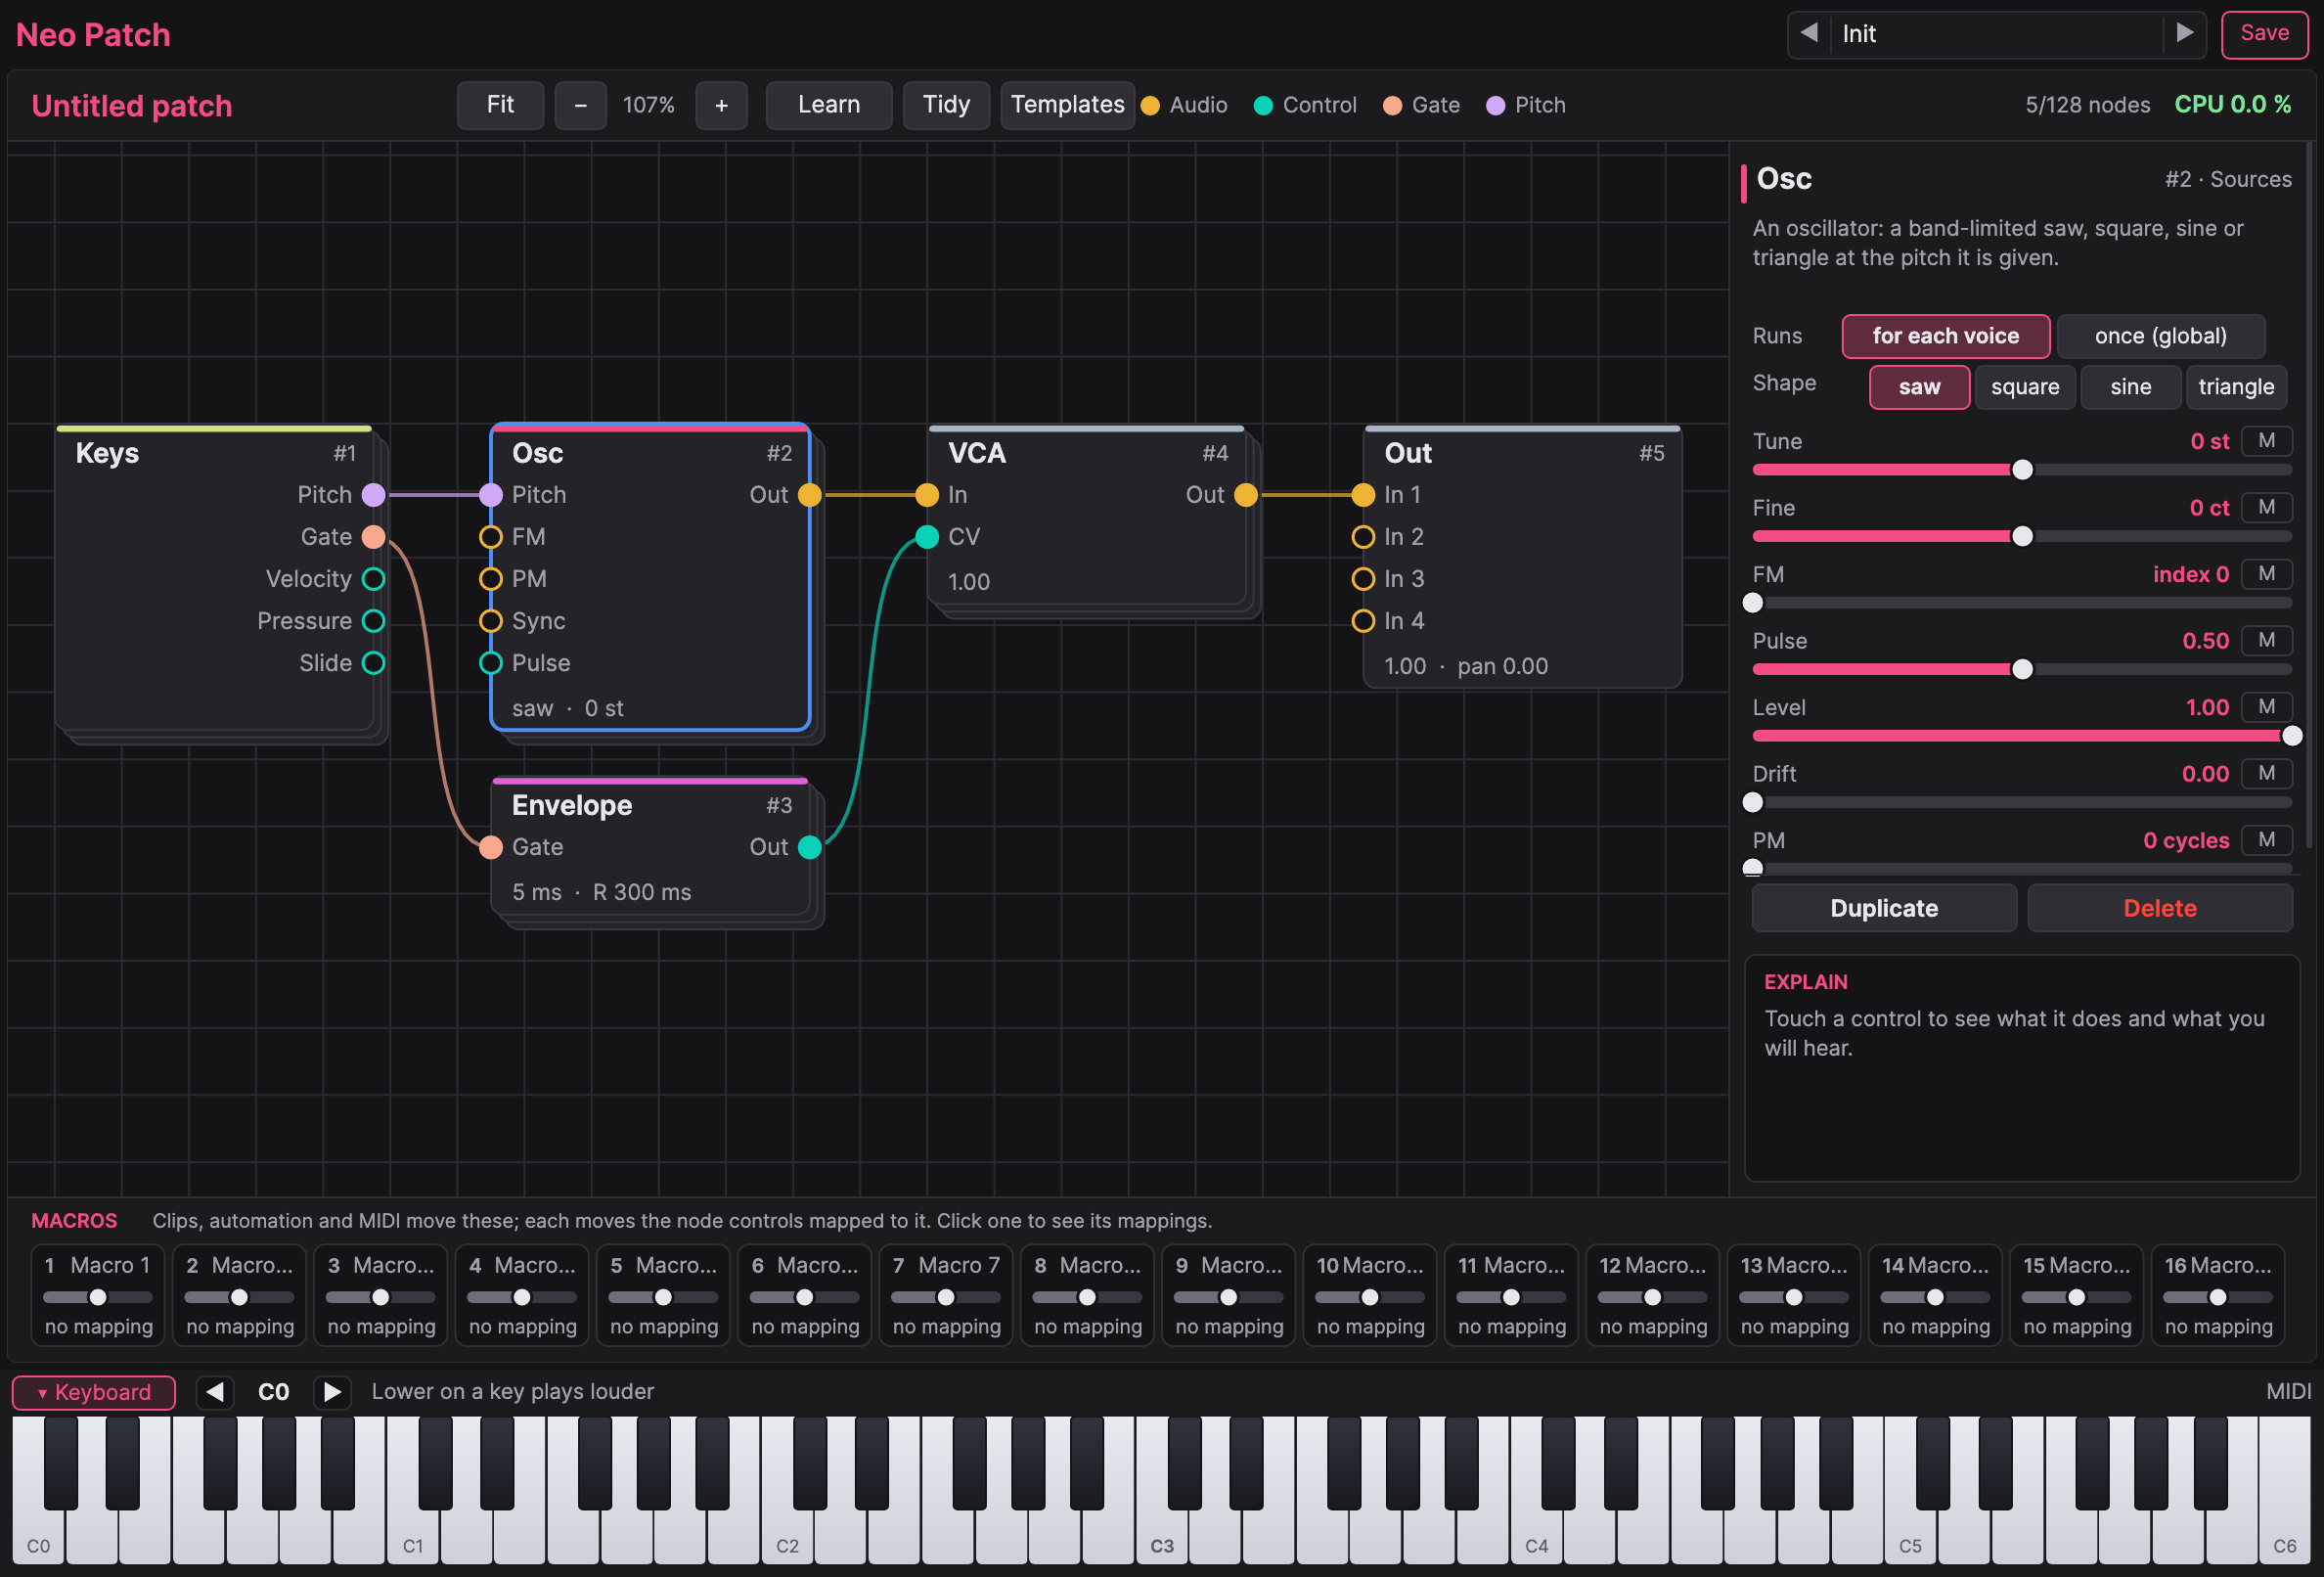 Neo Patch
Init
Save
Untitled patch
Fit
−
107%
+
Learn
Tidy
Templates
Audio
Control
Gate
Pitch
5/128 nodes
CPU 0.0 %
Keys #1
Pitch
Gate
Velocity
Pressure
Slide
Osc #2
Pitch Out
FM
PM
Sync
Pulse
saw · 0 st
Envelope #3
Gate Out
5 ms · R 300 ms
VCA #4
In Out
CV
1.00
Out #5
In 1
In 2
In 3
In 4
1.00 · pan 0.00
Osc #2 · Sources
An oscillator: a band-limited saw, square, sine or
triangle at the pitch it is given.
Runs for each voice once (global)
Shape saw square sine triangle
Tune 0 st M
Fine 0 ct M
FM index 0 M
Pulse 0.50 M
Level 1.00 M
Drift 0.00 M
PM 0 cycles M
Duplicate Delete
EXPLAIN
Touch a control to see what it does and what you
will hear.
MACROS Clips, automation and MIDI move these; each moves the node controls mapped to it. Click one to see its mappings.
1 Macro 1
no mapping
2 Macro...
no mapping
3 Macro...
no mapping
4 Macro...
no mapping
5 Macro...
no mapping
6 Macro...
no mapping
7 Macro 7
no mapping
8 Macro...
no mapping
9 Macro...
no mapping
10 Macro...
no mapping
11 Macro...
no mapping
12 Macro...
no mapping
13 Macro...
no mapping
14 Macro...
no mapping
15 Macro...
no mapping
16 Macro...
no mapping
Keyboard C0 Lower on a key plays louder MIDI
C0 C1 C2 C3 C4 C5 C6